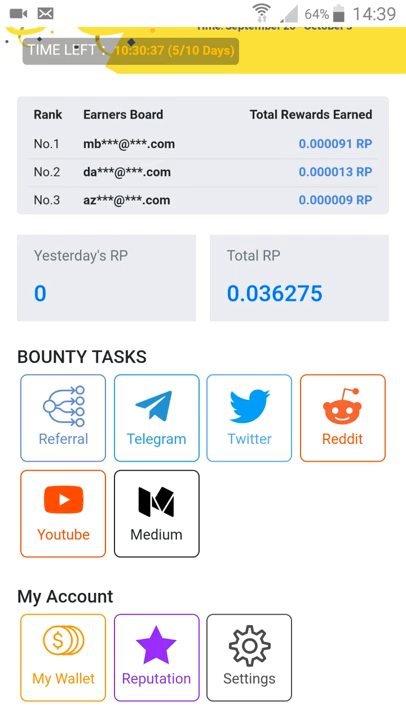 64% 14:39
TIME LEFT : 10:30:37 (5/10 Days)
Rank Earners Board Total Rewards Earned
No.1 mb***@***.com 0.000091 RP
No.2 da***@***.com 0.000013 RP
No.3 az***@***.com 0.000009 RP
Yesterday's RP Total RP
0 0.036275
BOUNTY TASKS
Referral Telegram Twitter Reddit
Youtube Medium
My Account
My Wallet Reputation Settings